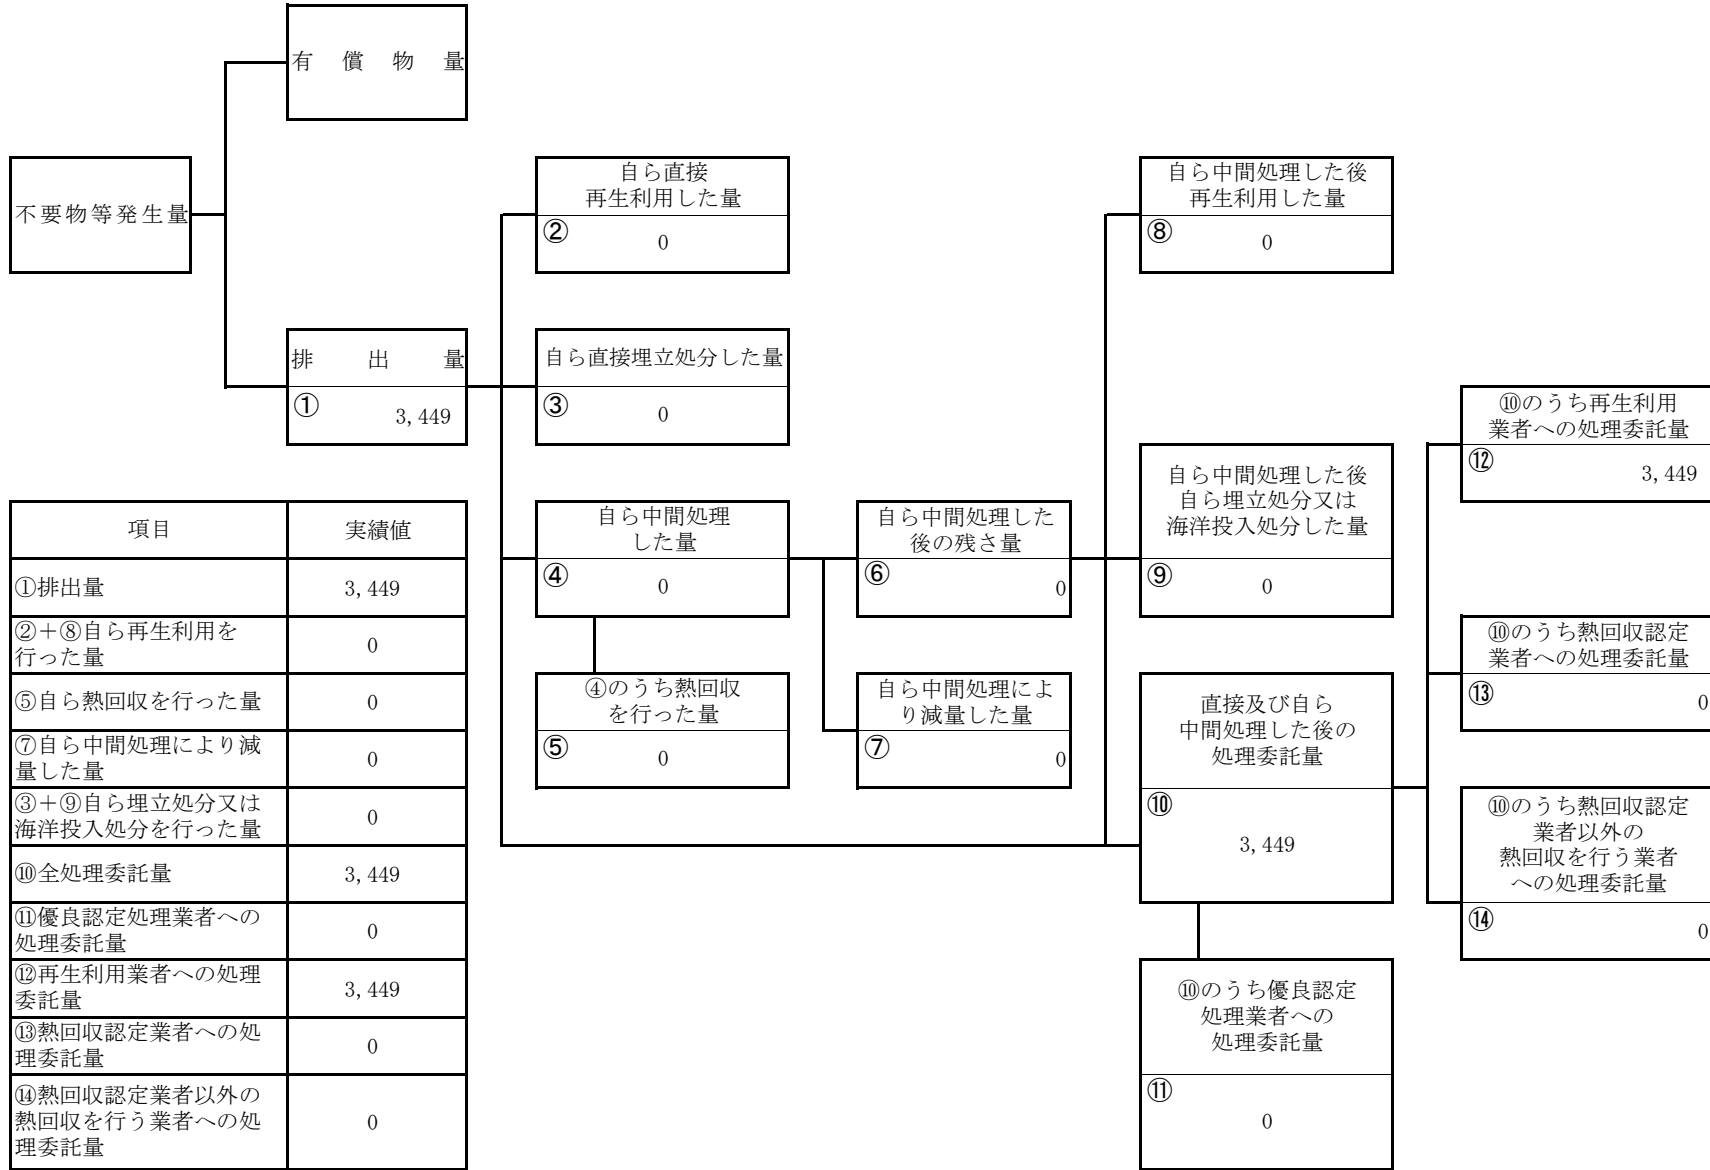 有償物量
不要物等発生量
排出量
① 3,449
自ら直接
再生利用した量
② 0
自ら直接埋立処分した量
③ 0
自ら中間処理
した量
④ 0
④のうち熱回収
を行った量
⑤ 0
自ら中間処理した
後の残さ量
⑥ 0
自ら中間処理によ
り減量した量
⑦ 0
自ら中間処理した後
再生利用した量
⑧ 0
自ら中間処理した後
自ら埋立処分又は
海洋投入処分した量
⑨ 0
直接及び自ら
中間処理した後の
処理委託量
⑩
3,449
⑩のうち優良認定
処理業者への
処理委託量
⑪
0
⑩のうち再生利用
業者への処理委託量
⑫ 3,449
⑩のうち熱回収認定
業者への処理委託量
⑬ 0
⑩のうち熱回収認定
業者以外の
熱回収を行う業者
への処理委託量
⑭ 0
項目 実績値
①排出量 3,449
②+⑧自ら再生利用を
行った量 0
⑤自ら熱回収を行った量 0
⑦自ら中間処理により減
量した量 0
③+⑨自ら埋立処分又は
海洋投入処分を行った量 0
⑩全処理委託量 3,449
⑪優良認定処理業者への
処理委託量 0
⑫再生利用業者への処理
委託量 3,449
⑬熱回収認定業者への処
理委託量 0
⑭熱回収認定業者以外の
熱回収を行う業者への処 0
理委託量